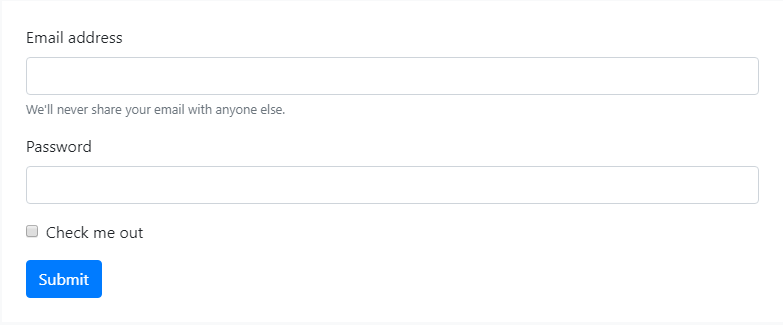 Email address
We'll never share your email with anyone else.
Password
Check me out
Submit